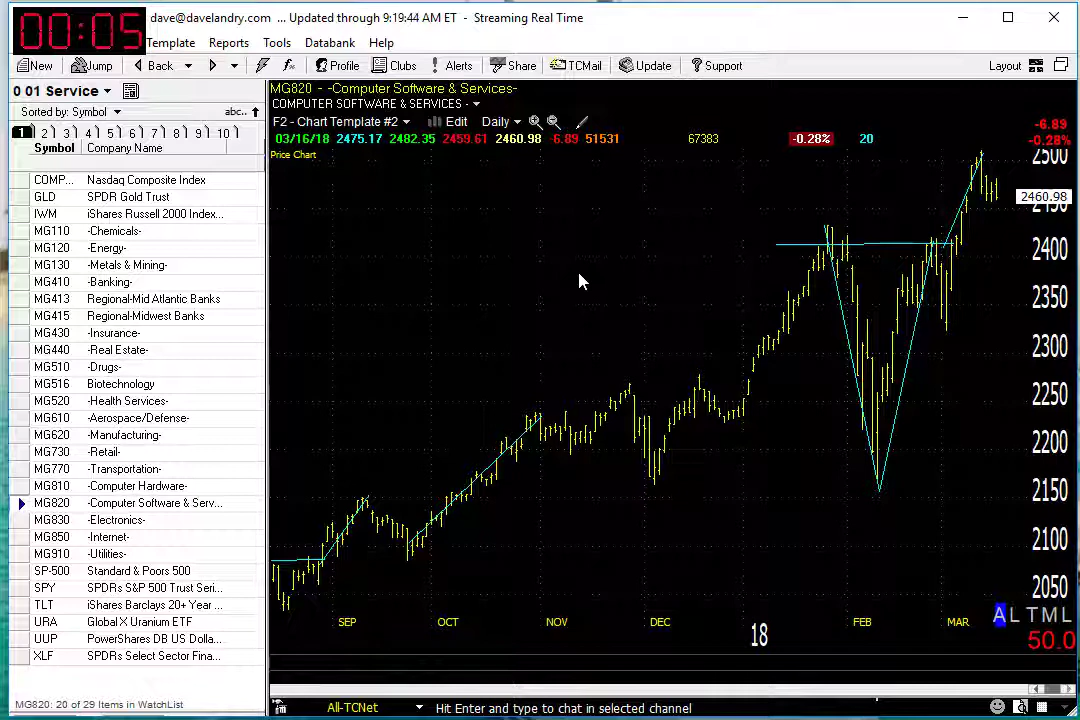 00:05
dave@davelandry.com ... Updated through 9:19:44 AM ET - Streaming Real Time
Template Reports Tools Databank Help
New Jump Back Profile Clubs Alerts Share TCMail Update Support Layout
0 01 Service
Sorted by: Symbol abc..
1 2 3 4 5 6 7 8 9 10
Symbol Company Name
COMP... Nasdaq Composite Index
GLD SPDR Gold Trust
IWM iShares Russell 2000 Index...
MG110 -Chemicals-
MG120 -Energy-
MG130 -Metals & Mining-
MG410 -Banking-
MG413 Regional-Mid Atlantic Banks
MG415 Regional-Midwest Banks
MG430 -Insurance-
MG440 -Real Estate-
MG510 -Drugs-
MG516 Biotechnology
MG520 -Health Services-
MG610 -Aerospace/Defense-
MG620 -Manufacturing-
MG730 -Retail-
MG770 -Transportation-
MG810 -Computer Hardware-
MG820 -Computer Software & Serv...
MG830 -Electronics-
MG850 -Internet-
MG910 -Utilities-
SP-500 Standard & Poors 500
SPY SPDRs S&P 500 Trust Seri...
TLT iShares Barclays 20+ Year ...
URA Global X Uranium ETF
UUP PowerShares DB US Dolla...
XLF SPDRs Select Sector Fina...
MG820: 20 of 29 Items in WatchList
MG820 - -Computer Software & Services-
COMPUTER SOFTWARE & SERVICES -
F2 - Chart Template #2 Edit Daily
03/16/18 2475.17 2482.35 2459.61 2460.98 -6.89 51531 67383 -0.28% 20
-6.89
-0.28%
Price Chart
2500
2460.98
2450
2400
2350
2300
2250
2200
2150
2100
2050
SEP OCT NOV DEC 18 FEB MAR
A L T M L
50.0
All-TCNet Hit Enter and type to chat in selected channel